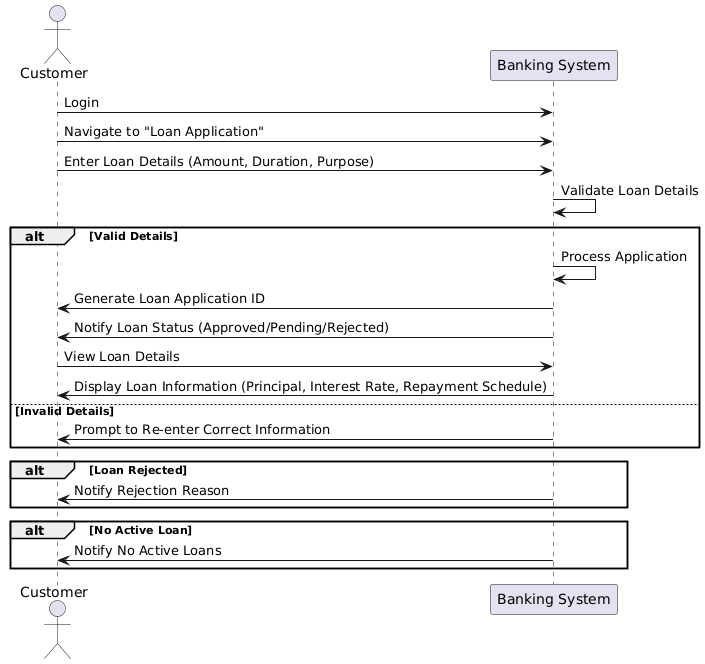 Customer
Banking System
Login
Navigate to "Loan Application"
Enter Loan Details (Amount, Duration, Purpose)
Validate Loan Details
alt [Valid Details]
Process Application
Generate Loan Application ID
Notify Loan Status (Approved/Pending/Rejected)
View Loan Details
Display Loan Information (Principal, Interest Rate, Repayment Schedule)
[Invalid Details]
Prompt to Re-enter Correct Information
alt [Loan Rejected]
Notify Rejection Reason
alt [No Active Loan]
Notify No Active Loans
Customer
Banking System